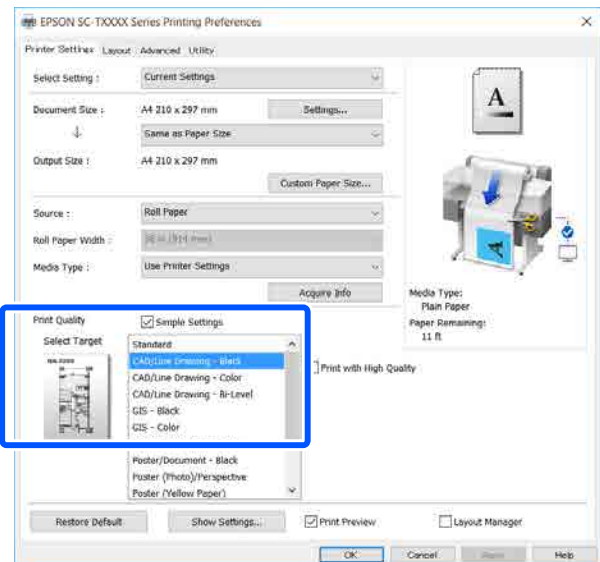 EPSON SC-TXXXX Series Printing Preferences
Printer Settings Layout Advanced Utility
Select Setting : Current Settings
Document Size : A4 210 x 297 mm Settings...
Same as Paper Size
Output Size : A4 210 x 297 mm
Custom Paper Size...
Source : Roll Paper
Roll Paper Width : 36 in (914 mm)
Media Type : Use Printer Settings
Acquire Info
A
Media Type:
Plain Paper
Paper Remaining:
11 ft
Print Quality Simple Settings
Select Target
Standard
CAD/Line Drawing - Black
CAD/Line Drawing - Color
CAD/Line Drawing - Bi-Level
GIS - Black
GIS - Color
Poster/Document - Black
Poster (Photo)/Perspective
Poster (Yellow Paper)
Print with High Quality
Restore Default Show Settings... Print Preview Layout Manager
OK Cancel Apply Help